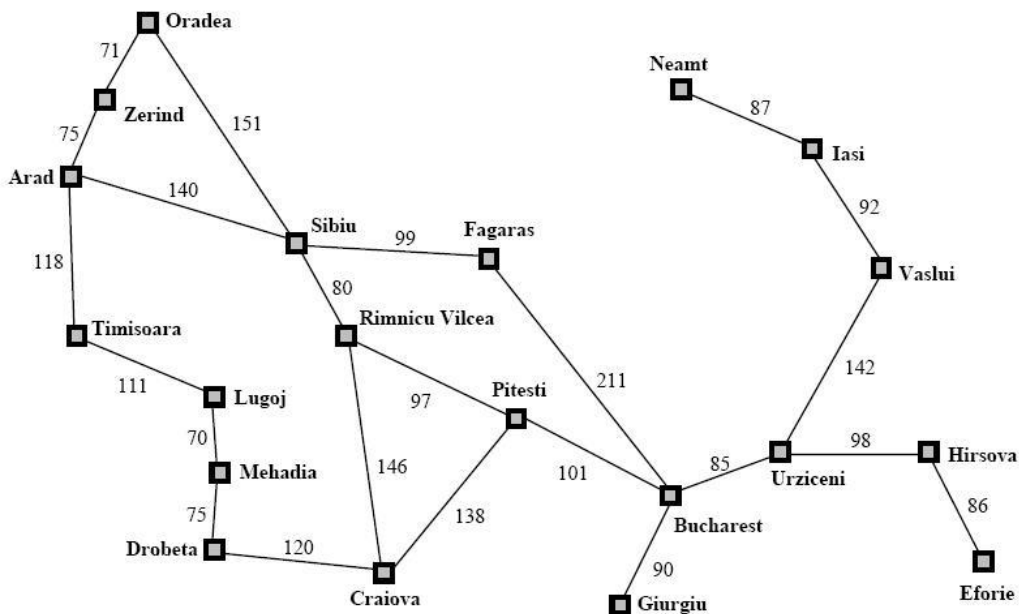 Oradea
71
Neamt
87
Zerind
151
75
Iasi
Arad
140
92
Sibiu
Fagaras
99
118
Vaslui
80
Timisoara
Rimnicu Vilcea
142
111
211
Lugoj
97
Pitesti
70
98
Hirsova
146
85
Mehadia
101
Urziceni
86
75
138
Bucharest
120
Drobeta
90
Craiova
Giurgiu
Eforie